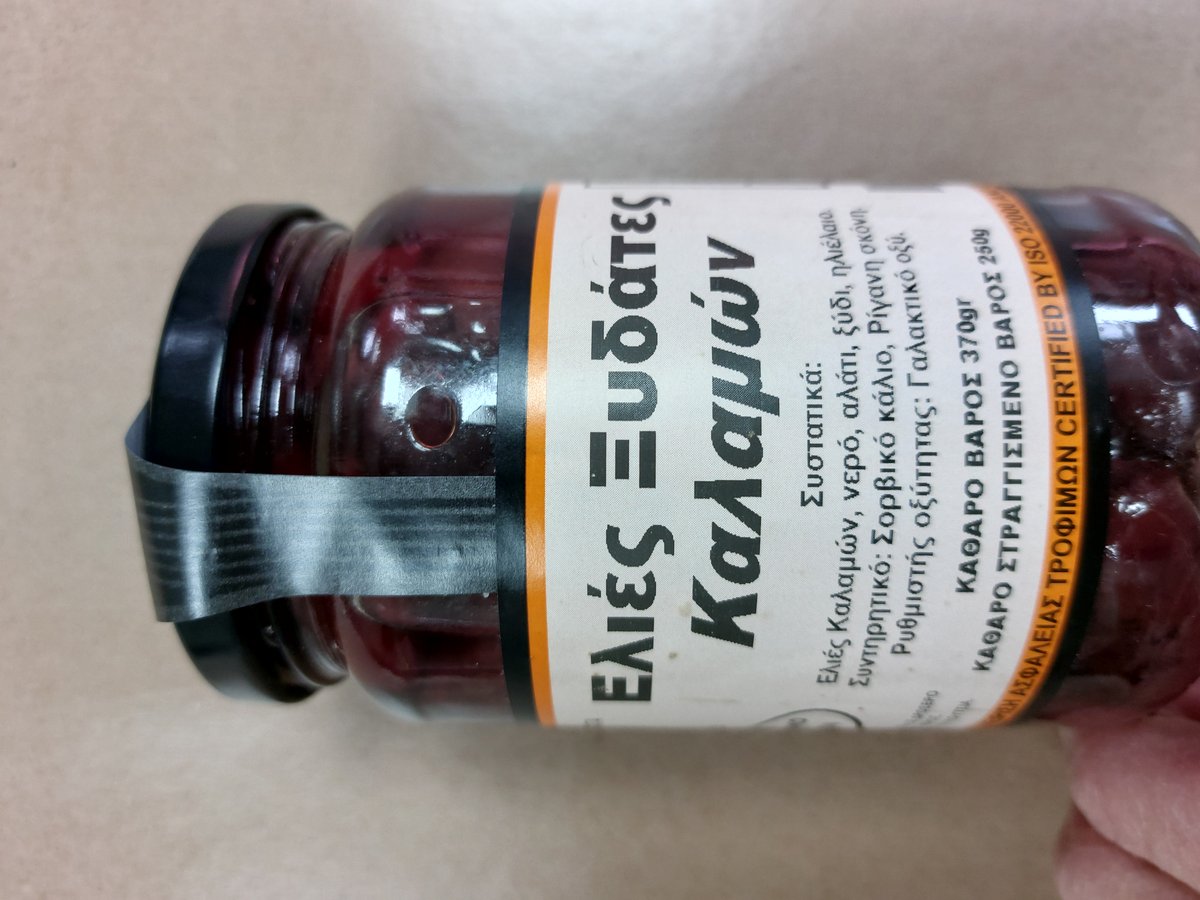 Ελιές Ξυδάτες
Καλαμών
Συστατικά:
Ελιές Καλαμών, νερό, αλάτι, ξύδι, ηλιέλαιο,
Συντηρητικό: Σορβικό κάλιο, Ρίγανη σκόνη,
Ρυθμιστής οξύτητας: Γαλακτικό οξύ.
ΚΑΘΑΡΟ ΒΑΡΟΣ 370gr
ΚΑΘΑΡΟ ΣΤΡΑΓΓΙΣΜΕΝΟ ΒΑΡΟΣ 250g
ΑΣΦΑΛΕΙΑΣ ΤΡΟΦΙΜΩΝ CERTIFIED BY ISO